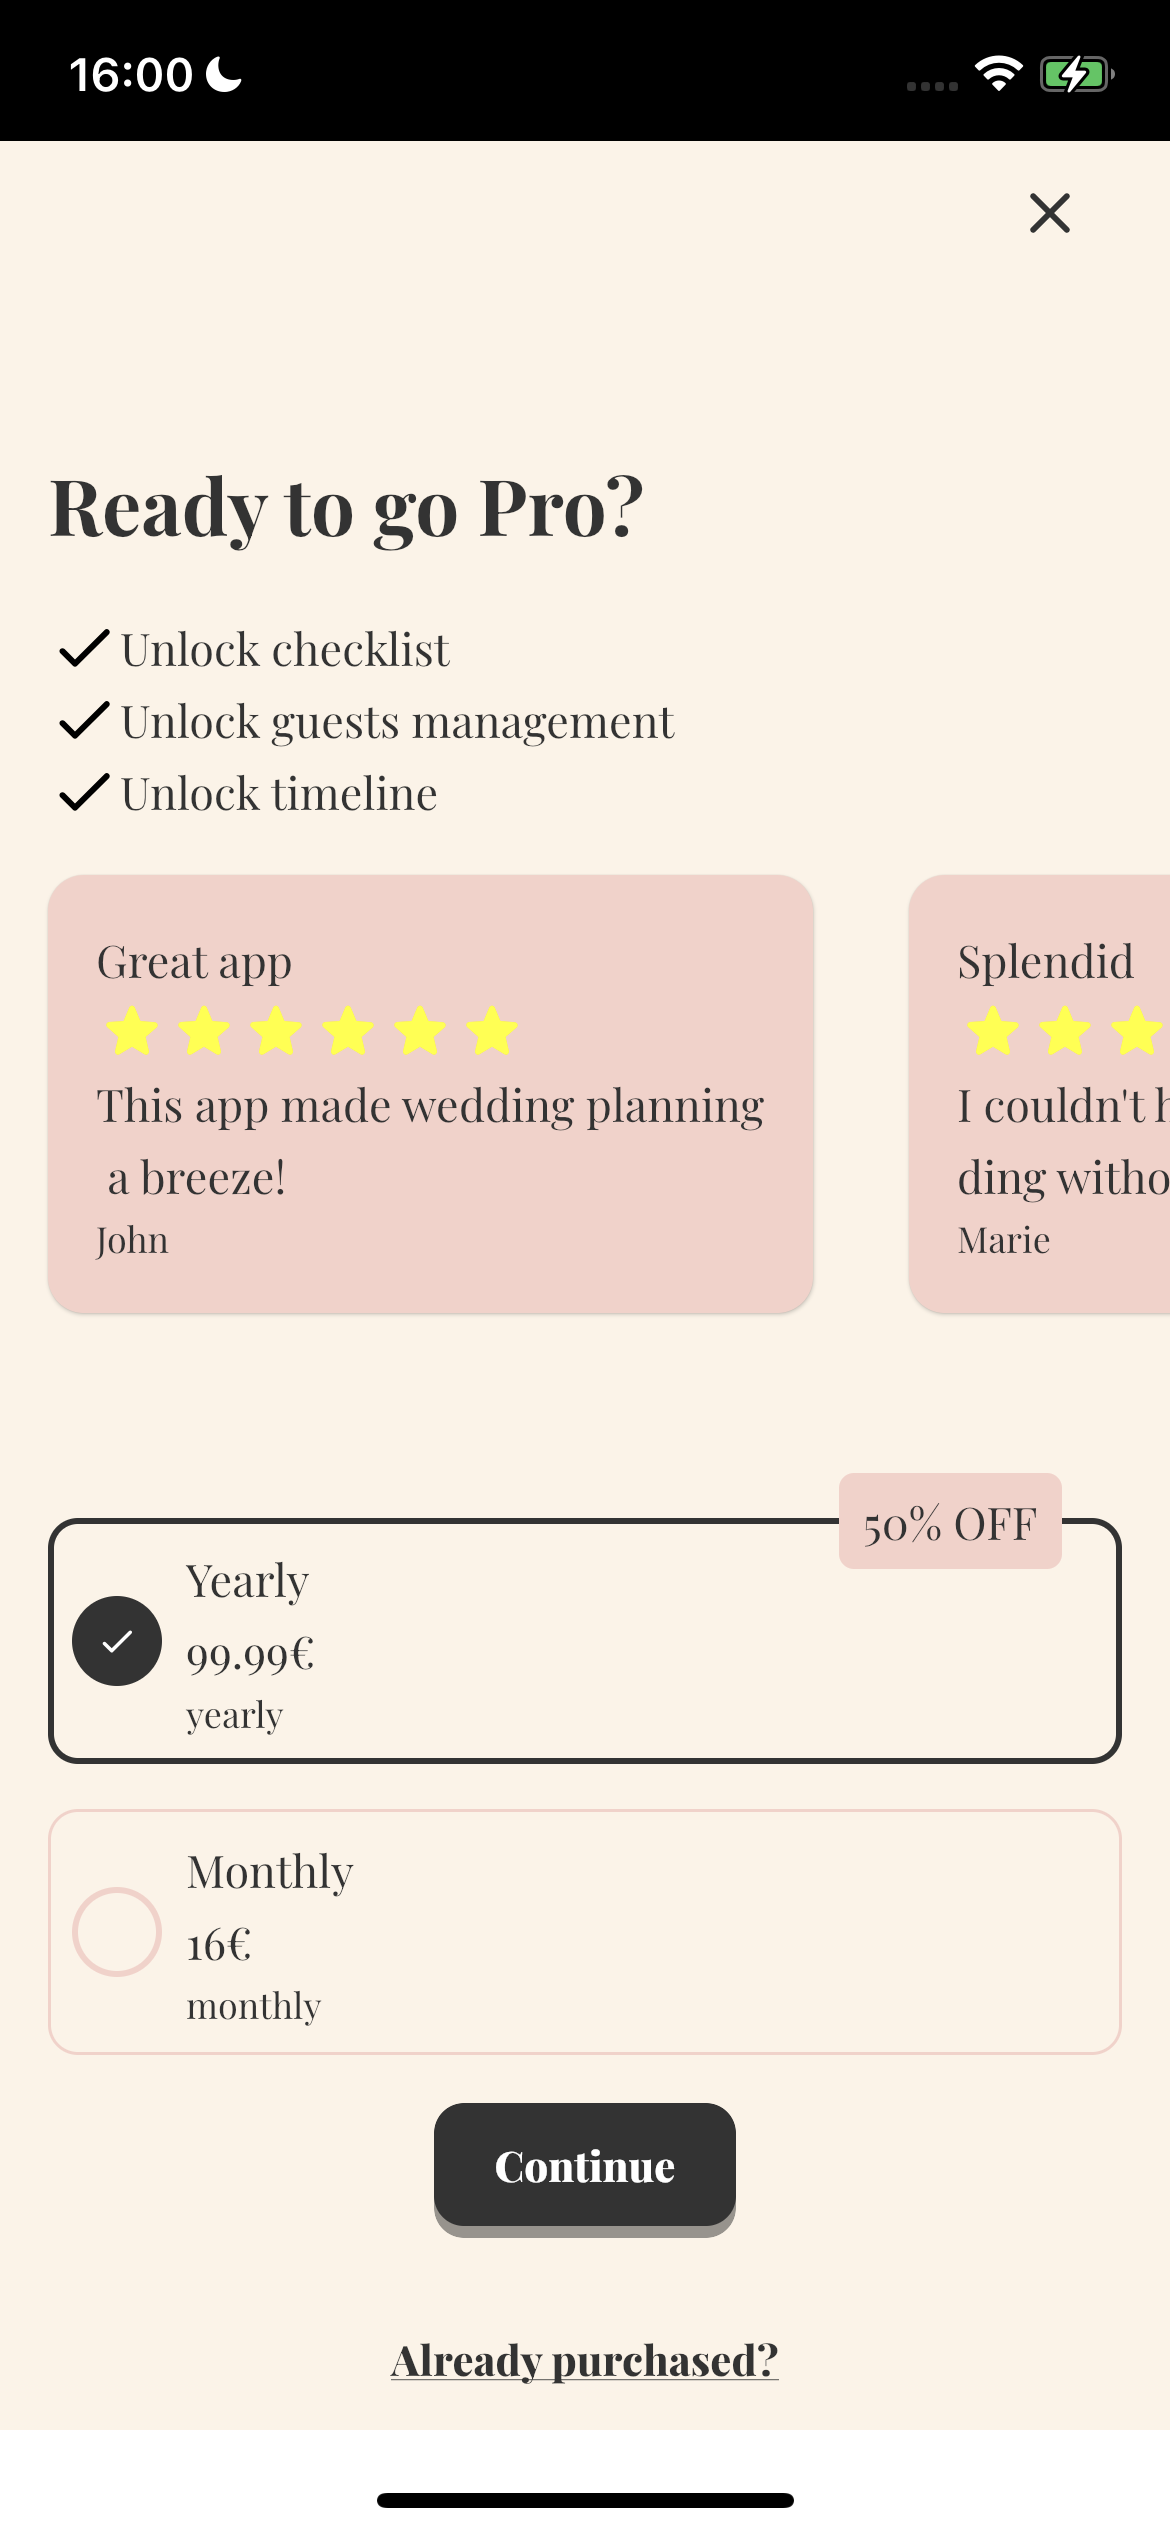 16:00
Ready to go Pro?
Unlock checklist
Unlock guests management
Unlock timeline
Great app
This app made wedding planning
a breeze!
John
Splendid
I couldn't
ding
Marie
50% OFF
Yearly
99.99€
yearly
Monthly
16€
monthly
Continue
Already purchased?